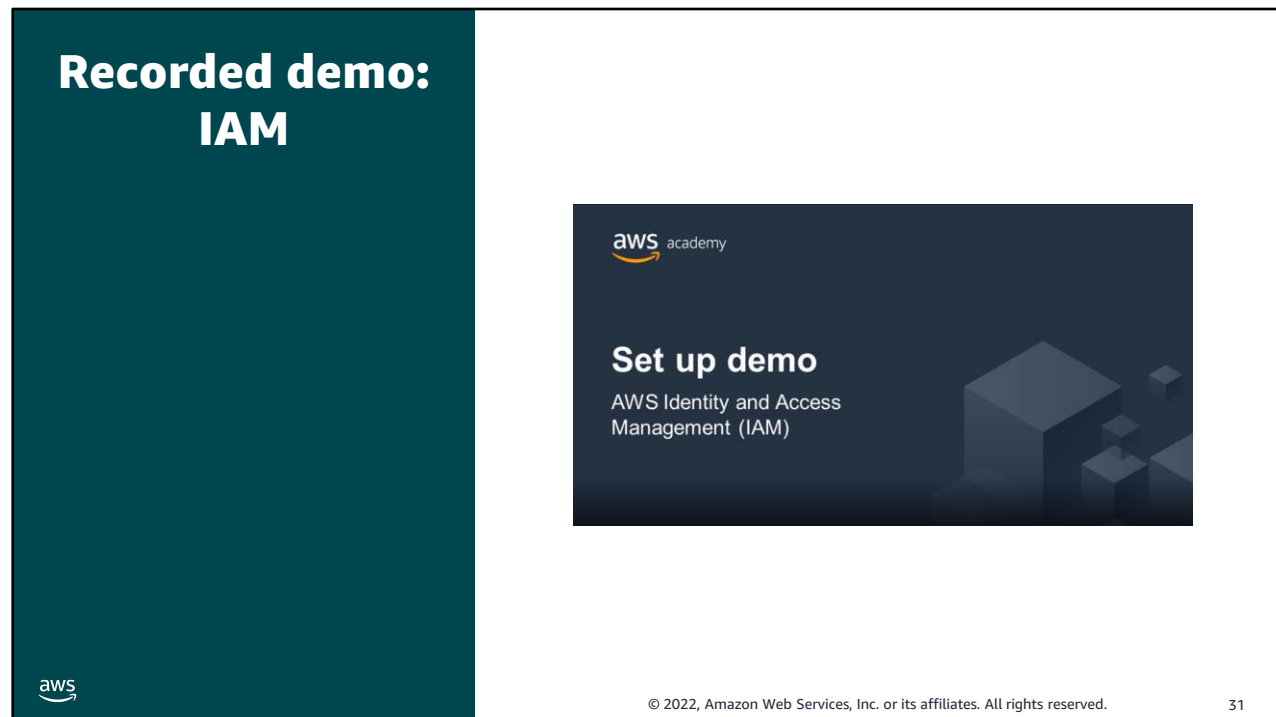 Recorded demo:
IAM
aws academy
Set up demo
AWS Identity and Access
Management (IAM)
aws
© 2022, Amazon Web Services, Inc. or its affiliates. All rights reserved.
31